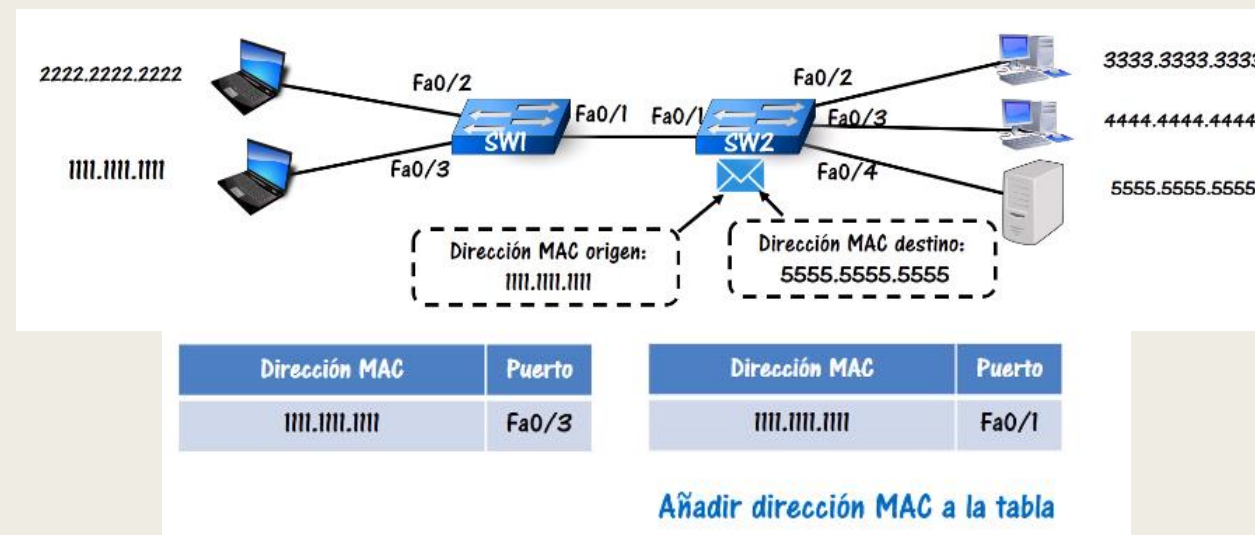 2222.2222.2222
1111.1111.1111
Fa0/2
Fa0/3
SW1
Fa0/1
Fa0/1
SW2
Fa0/2
Fa0/3
Fa0/4
3333.3333.3333
4444.4444.4444
5555.5555.5555
Dirección MAC origen:
1111.1111.1111
Dirección MAC destino:
5555.5555.5555
Dirección MAC Puerto
1111.1111.1111 Fa0/3
Dirección MAC Puerto
1111.1111.1111 Fa0/1
Añadir dirección MAC a la tabla